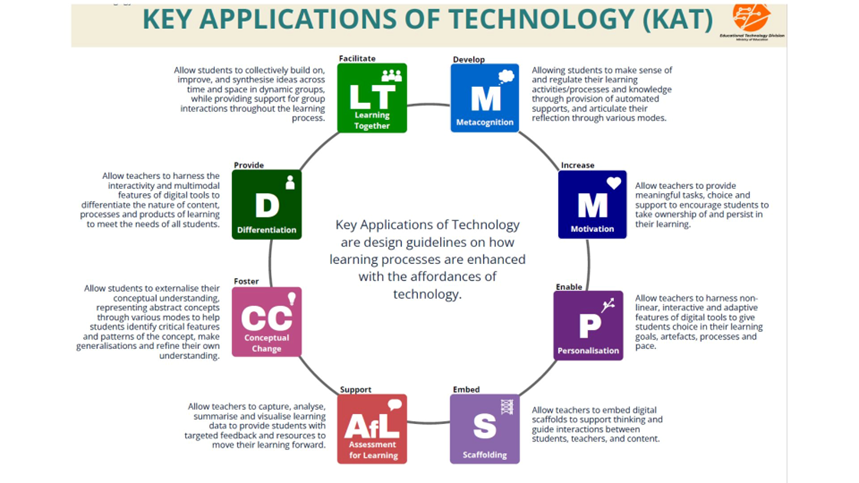 KEY APPLICATIONS OF TECHNOLOGY (KAT)
Educational Technology Division
Ministry of Education
Facilitate
LT
Learning
Together
Allow students to collectively build on,
improve, and synthesise ideas across
time and space in dynamic groups,
while providing support for group
interactions throughout the learning
process.
Develop
M
Metacognition
Allowing students to make sense of
and regulate their learning
activities/processes and knowledge
through provision of automated
supports, and articulate their
reflection through various modes.
Provide
D
Differentiation
Allow teachers to harness the
interactivity and multimodal
features of digital tools to
differentiate the nature of content,
processes and products of learning
to meet the needs of all students.
Increase
M
Motivation
Allow teachers to provide
meaningful tasks, choice and
support to encourage students to
take ownership of and persist in
their learning.
Key Applications of Technology
are design guidelines on how
learning processes are enhanced
with the affordances of
technology.
Foster
CC
Conceptual
Change
Allow students to externalise their
conceptual understanding,
representing abstract concepts
through various modes to help
students identify critical features
and patterns of the concept, make
generalisations and refine their own
understanding.
Enable
P
Personalisation
Allow teachers to harness non-
linear, interactive and adaptive
features of digital tools to give
students choice in their learning
goals, artefacts, processes and
pace.
Support
AfL
Assessment
for Learning
Allow teachers to capture, analyse,
summarise and visualise learning
data to provide students with
targeted feedback and resources to
move their learning forward.
Embed
S
Scaffolding
Allow teachers to embed digital
scaffolds to support thinking and
guide interactions between
students, teachers, and content.